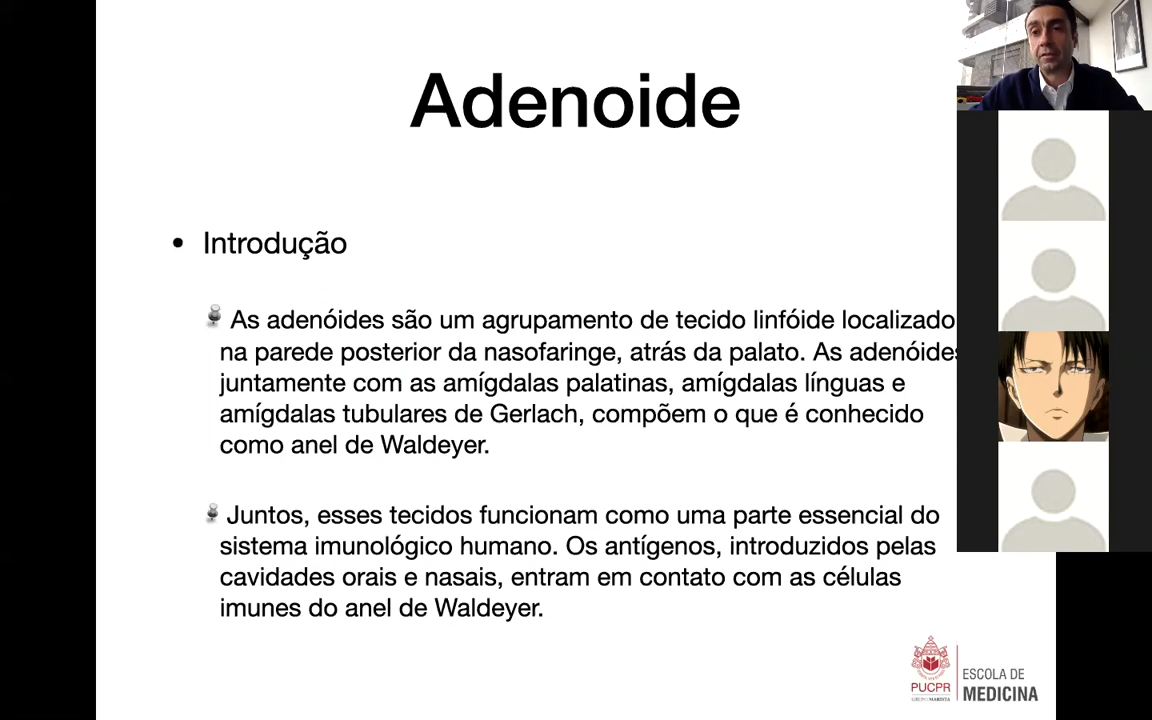 Adenoide
• Introdução
As adenóides são um agrupamento de tecido linfóide localizado
na parede posterior da nasofaringe, atrás da palato. As adenóides
juntamente com as amígdalas palatinas, amígdalas línguas e
amígdalas tubulares de Gerlach, compõem o que é conhecido
como anel de Waldeyer.
Juntos, esses tecidos funcionam como uma parte essencial do
sistema imunológico humano. Os antígenos, introduzidos pelas
cavidades orais e nasais, entram em contato com as células
imunes do anel de Waldeyer.
PUCPR
GRUPO MARISTA
ESCOLA DE
MEDICINA